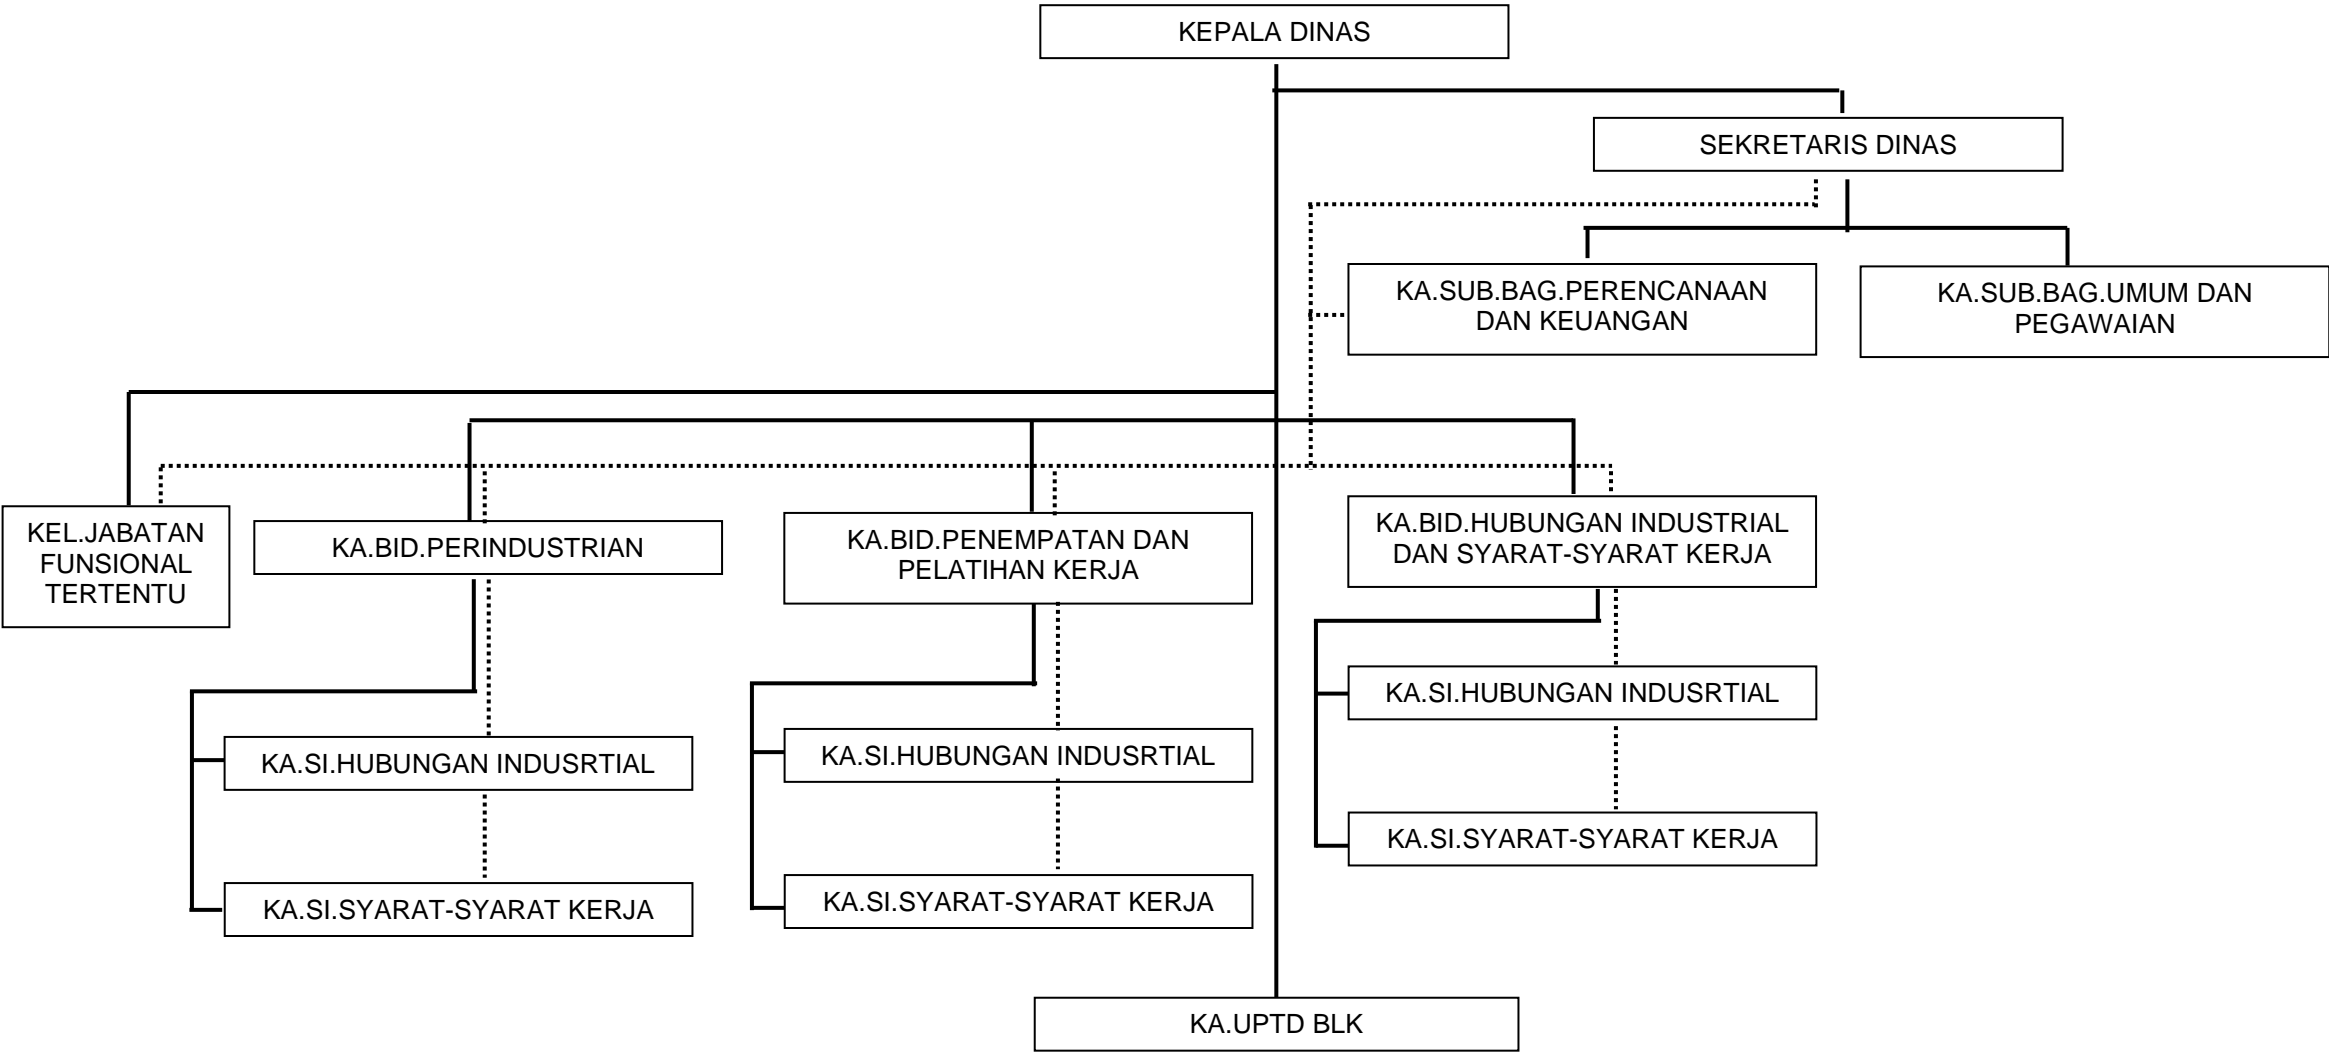 KEPALA DINAS
SEKRETARIS DINAS
KA.SUB.BAG.PERENCANAAN
DAN KEUANGAN
KA.SUB.BAG.UMUM DAN
PEGAWAIAN
KEL.JABATAN
FUNSIONAL
TERTENTU
KA.BID.PERINDUSTRIAN
KA.BID.PENEMPATAN DAN
PELATIHAN KERJA
KA.BID.HUBUNGAN INDUSTRIAL
DAN SYARAT-SYARAT KERJA
KA.SI.HUBUNGAN INDUSRTIAL
KA.SI.SYARAT-SYARAT KERJA
KA.SI.HUBUNGAN INDUSRTIAL
KA.SI.SYARAT-SYARAT KERJA
KA.SI.HUBUNGAN INDUSRTIAL
KA.SI.SYARAT-SYARAT KERJA
KA.UPTD BLK